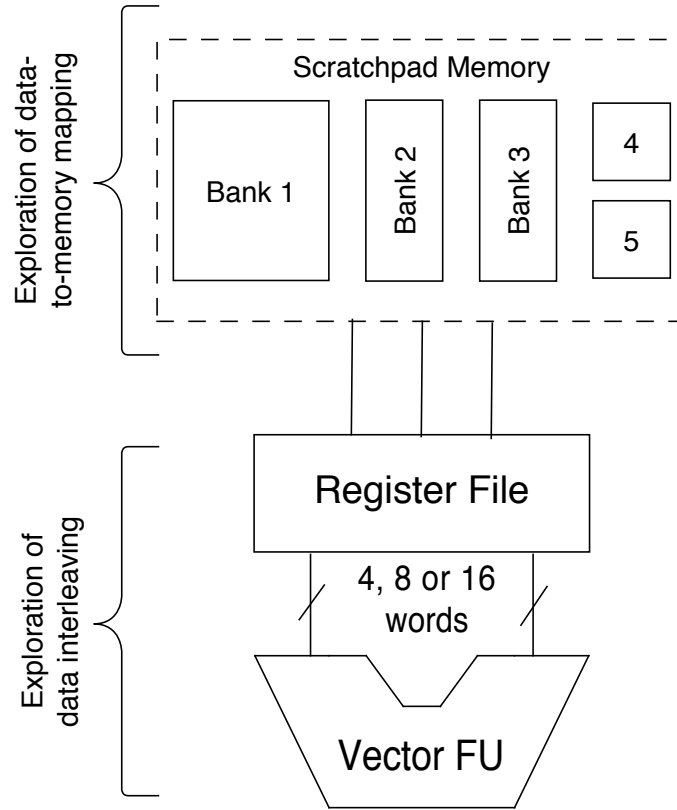 Exploration of data-
to-memory mapping
Scratchpad Memory
Bank 1
Bank 2
Bank 3
4
5
Exploration of
data interleaving
Register File
4, 8 or 16
words
Vector FU